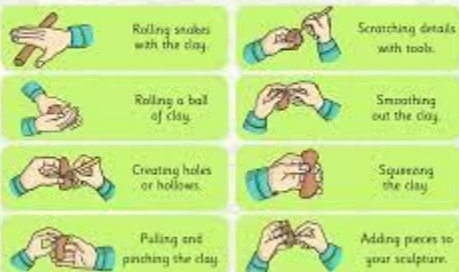 Rolling snakes
with the clay.
Scratching details
with tools.
Rolling a ball
of clay.
Smoothing
out the clay.
Creating holes
or hollows.
Squeezing
the clay.
Pulling and
pinching the clay.
Adding pieces to
your sculpture.